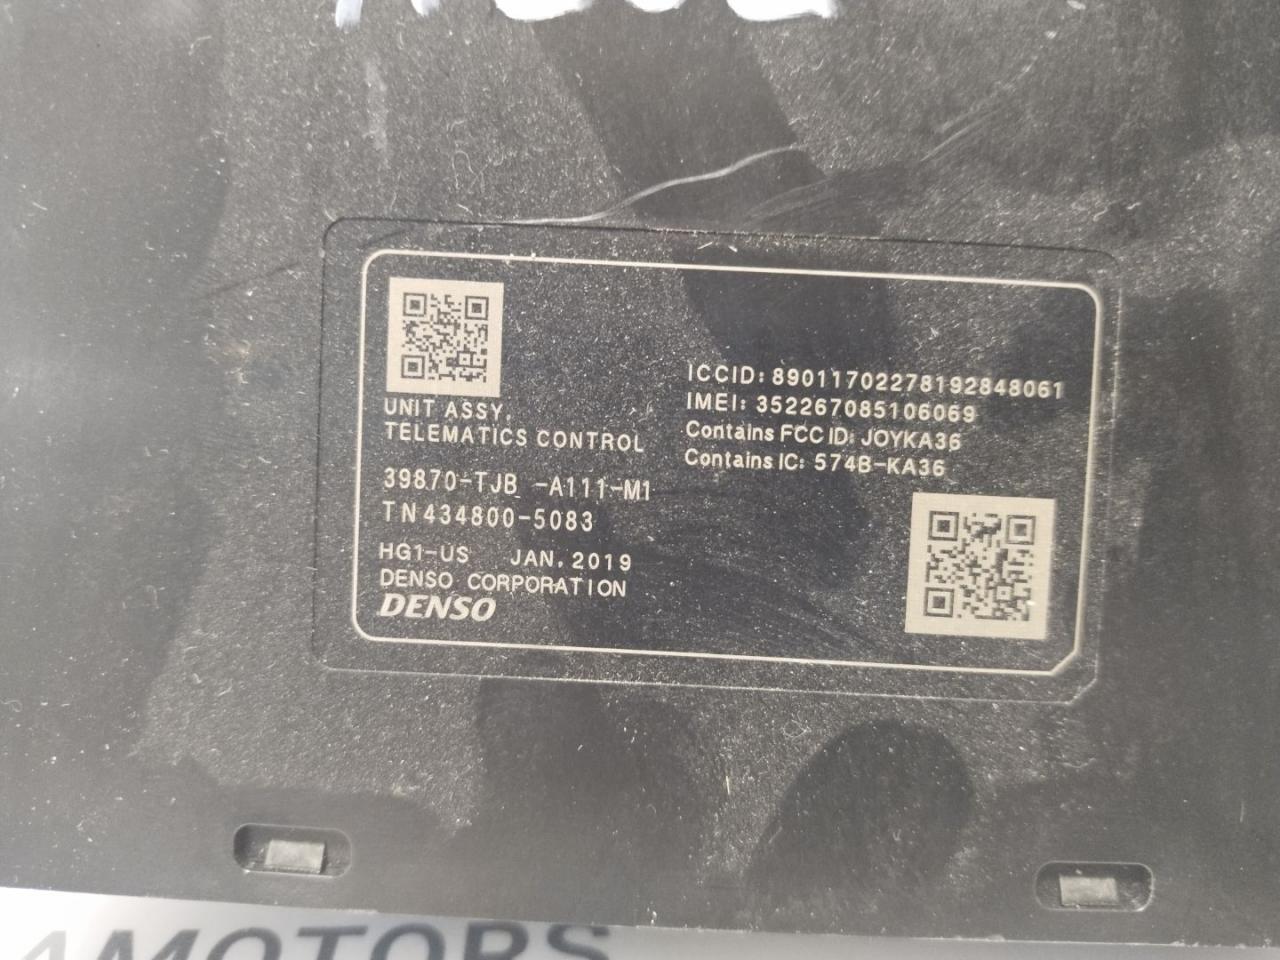 UNIT ASSY,
TELEMATICS CONTROL
39870-TJB -A111-M1
TN434800-5083
HG1-US JAN, 2019
DENSO CORPORATION
DENSO
ICCID: 89011702278192848061
IMEI: 352267085106069
Contains FCC ID: JOYKA36
Contains IC: 574B-KA36
4MOTORS